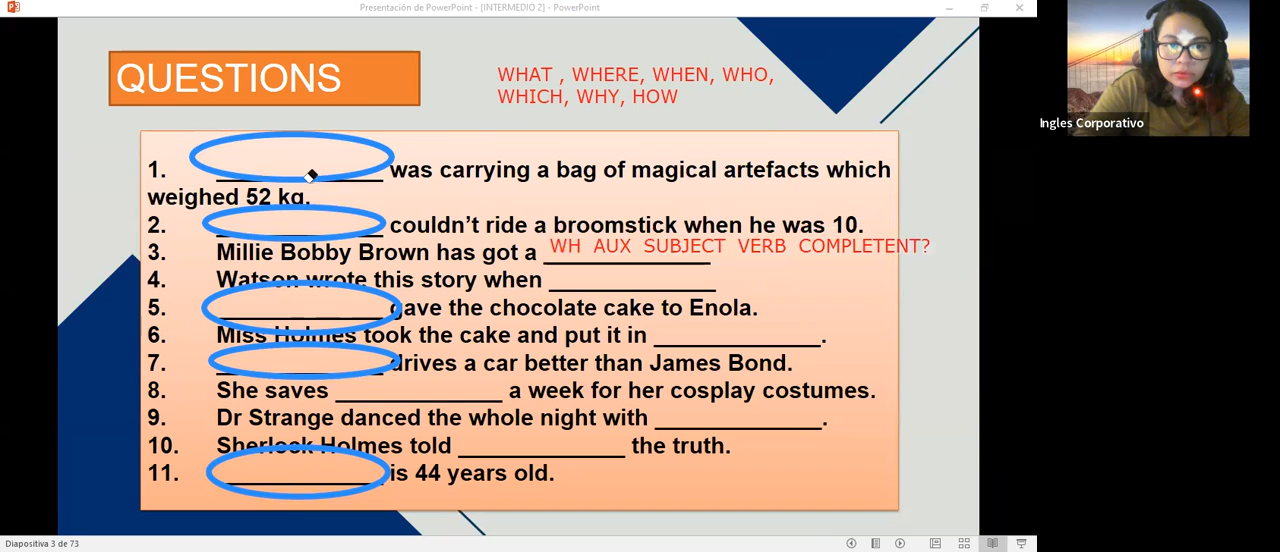 Presentación de PowerPoint - [INTERMEDIO 2] - PowerPoint
QUESTIONS
WHAT , WHERE, WHEN, WHO,
WHICH, WHY, HOW
1. ____________ was carrying a bag of magical artefacts which
weighed 52 kg.
2. ____________ couldn't ride a broomstick when he was 10.
WH AUX SUBJECT VERB COMPLETENT?
3. Millie Bobby Brown has got a ____________
4. Watson wrote this story when ____________
5. ____________ gave the chocolate cake to Enola.
6. Miss Holmes took the cake and put it in ____________.
7. ____________ drives a car better than James Bond.
8. She saves ____________ a week for her cosplay costumes.
9. Dr Strange danced the whole night with ____________.
10. Sherlock Holmes told ____________ the truth.
11. ____________ is 44 years old.
Ingles Corporativo
Diapositiva 3 de 73